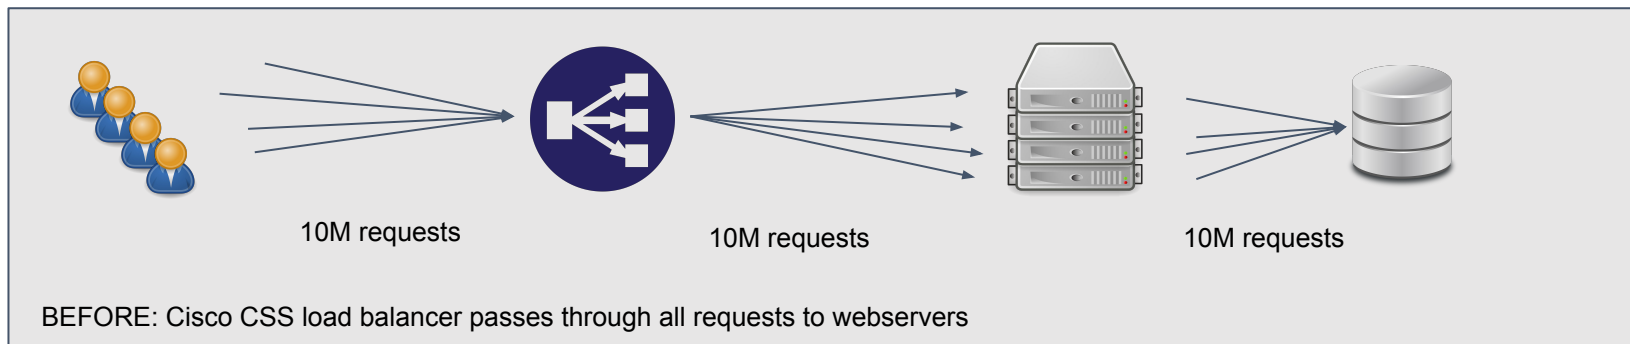 10M requests
10M requests
10M requests
BEFORE: Cisco CSS load balancer passes through all requests to webservers